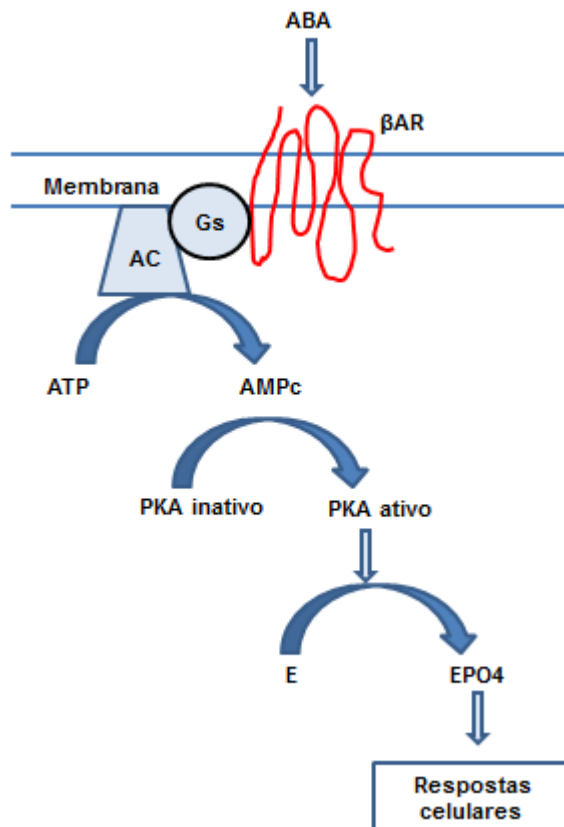 ABA
βAR
Membrana
Gs
AC
ATP
AMPc
PKA inativo
PKA ativo
E
EPO4
Respostas
celulares